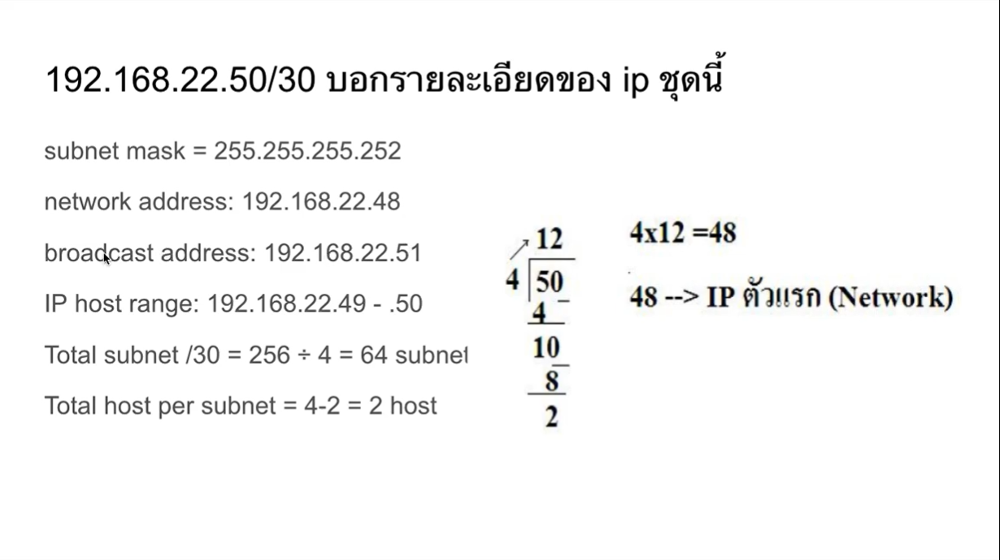 192.168.22.50/30 บอกรายละเอียดของ ip ชุดนี้
subnet mask = 255.255.255.252
network address: 192.168.22.48
broadcast address: 192.168.22.51
IP host range: 192.168.22.49 - .50
Total subnet /30 = 256 ÷ 4 = 64 subnet
Total host per subnet = 4-2 = 2 host
12
4 50
4
10
8
2
4x12 =48
48 --> IP ตัวแรก (Network)